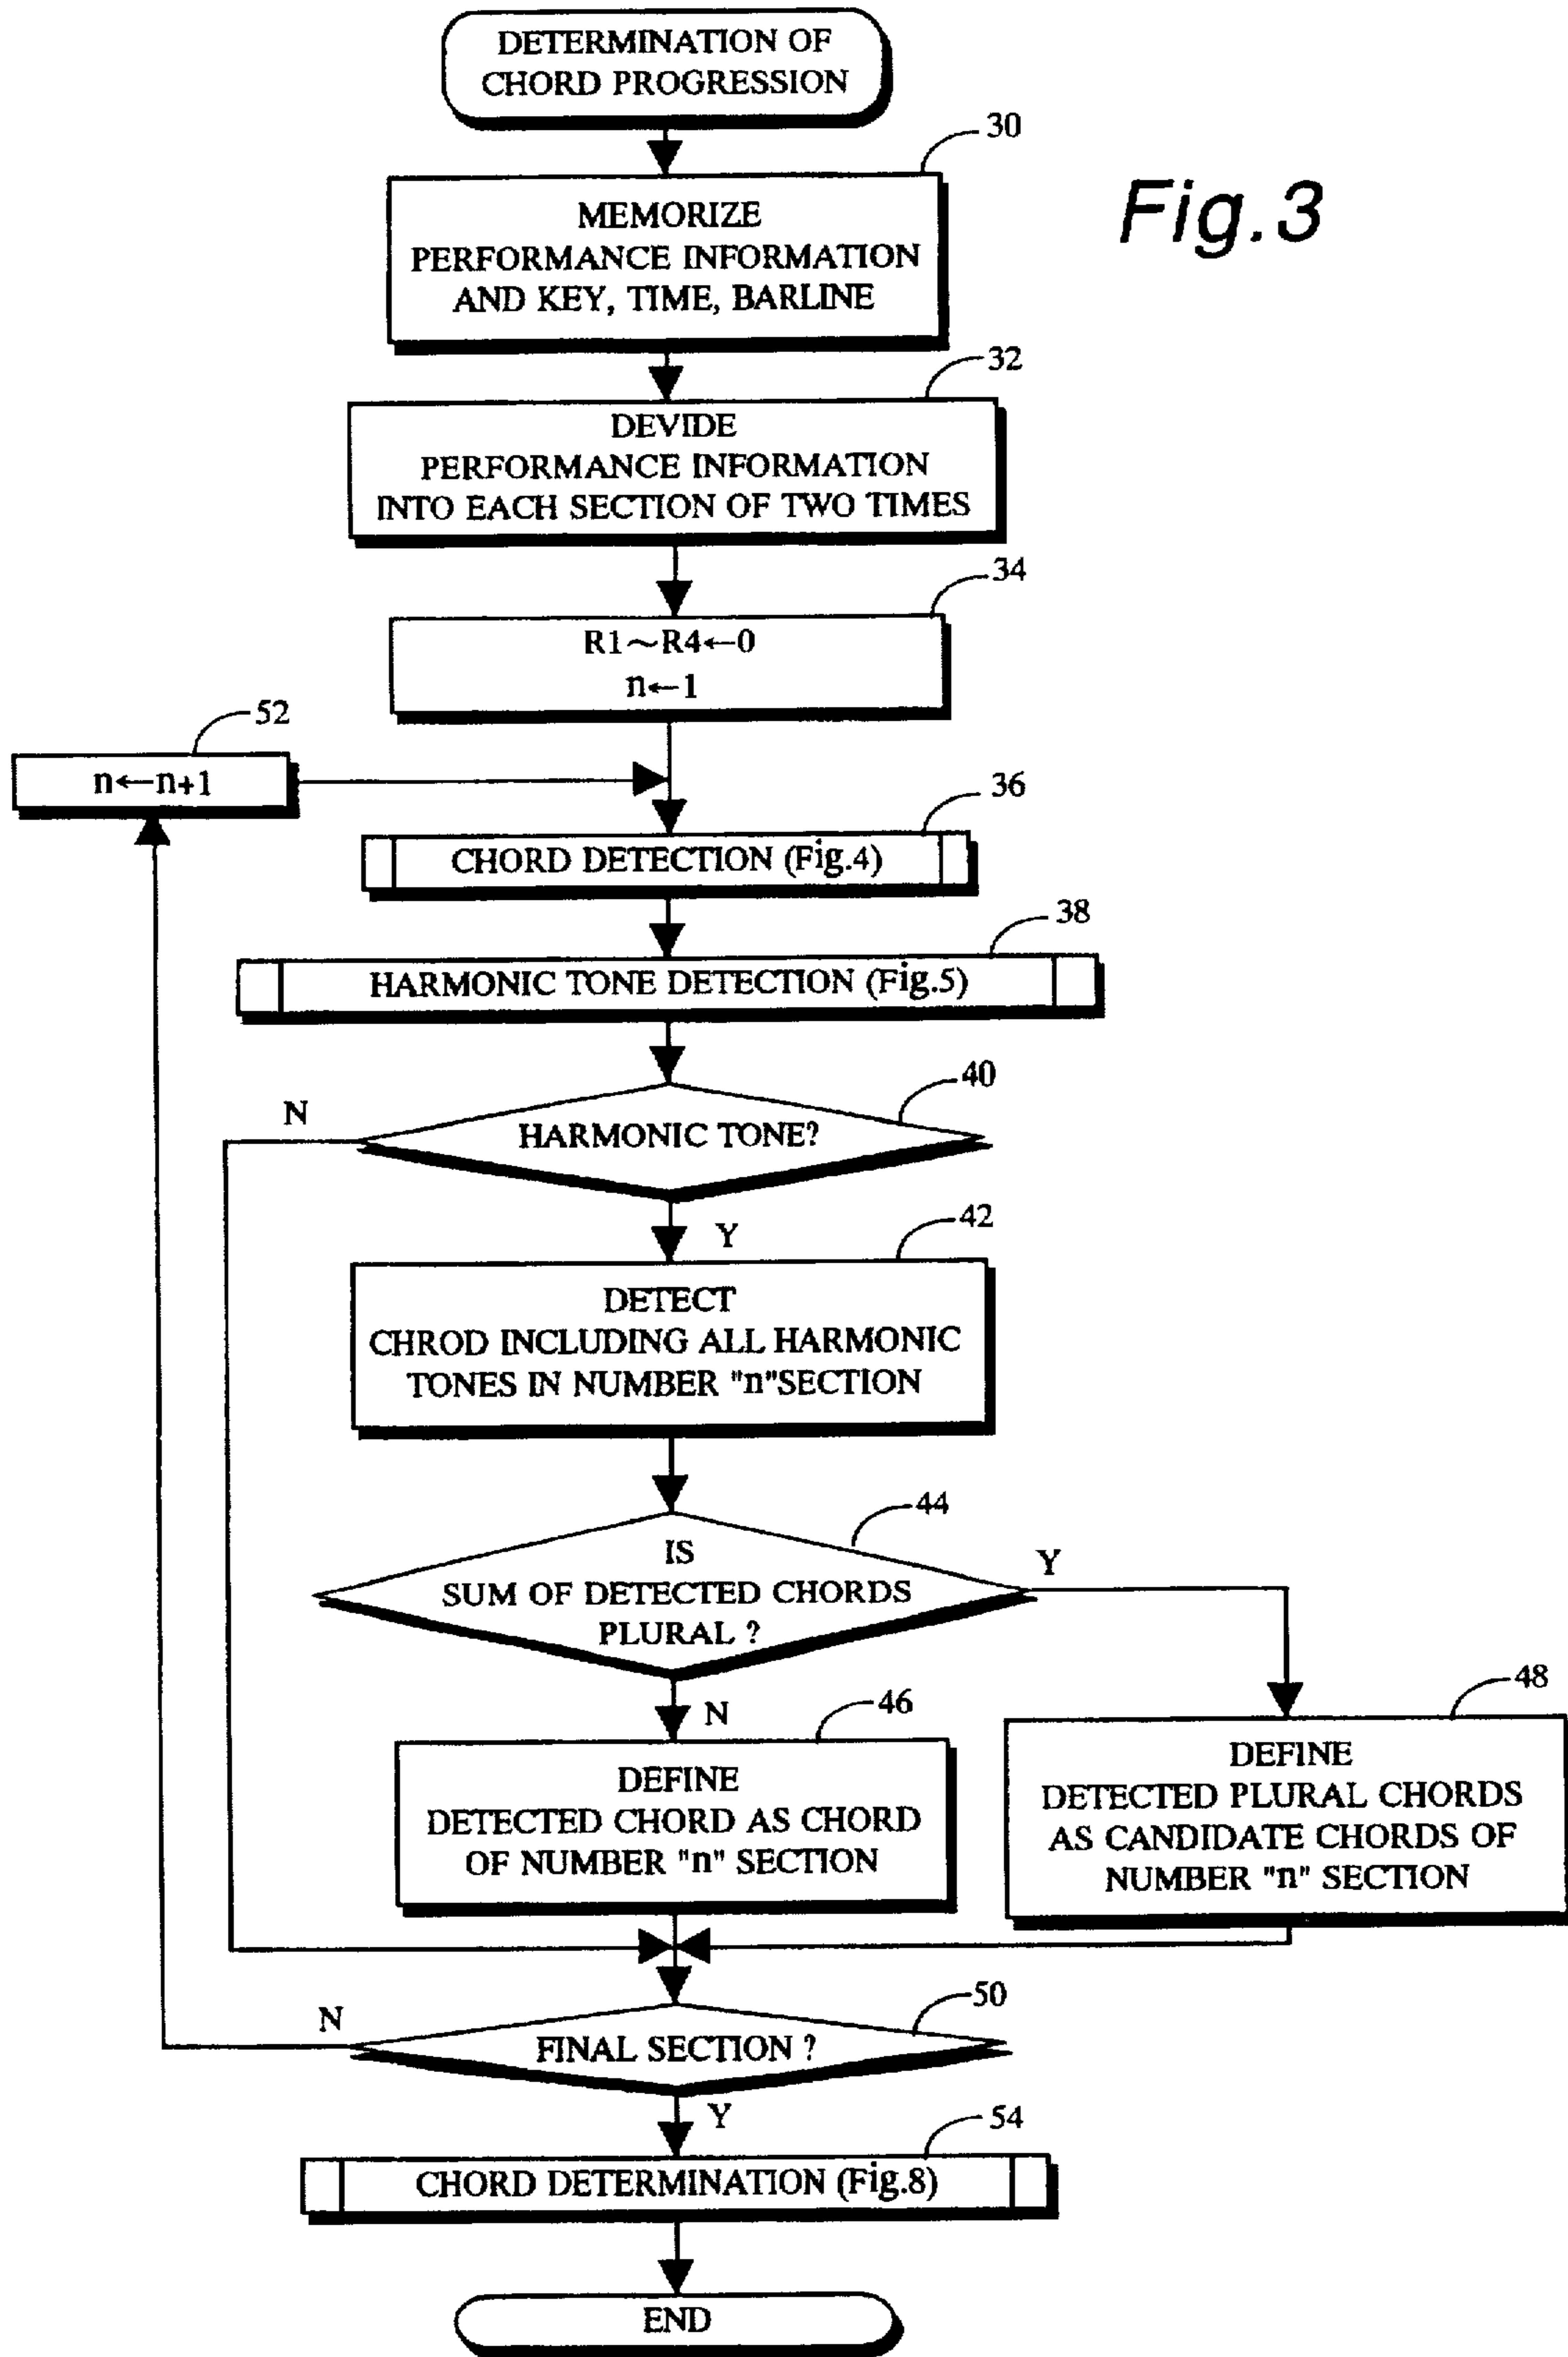 DETERMINATION OF
CHORD PROGRESSION
30
Fig.3
MEMORIZE
PERFORMANCE INFORMATION
AND KEY, TIME, BARLINE
32
DEVIDE
PERFORMANCE INFORMATION
INTO EACH SECTION OF TWO TIMES
34
R1~R4←0
n←1
52
n←n+1
36
CHORD DETECTION (Fig.4)
38
HARMONIC TONE DETECTION (Fig.5)
40
N
HARMONIC TONE?
Y
42
DETECT
CHROD INCLUDING ALL HARMONIC
TONES IN NUMBER "n"SECTION
44
IS
SUM OF DETECTED CHORDS
PLURAL ?
Y
N
46
48
DEFINE
DETECTED CHORD AS CHORD
OF NUMBER "n" SECTION
DEFINE
DETECTED PLURAL CHORDS
AS CANDIDATE CHORDS OF
NUMBER "n" SECTION
50
N
FINAL SECTION ?
Y
54
CHORD DETERMINATION (Fig.8)
END